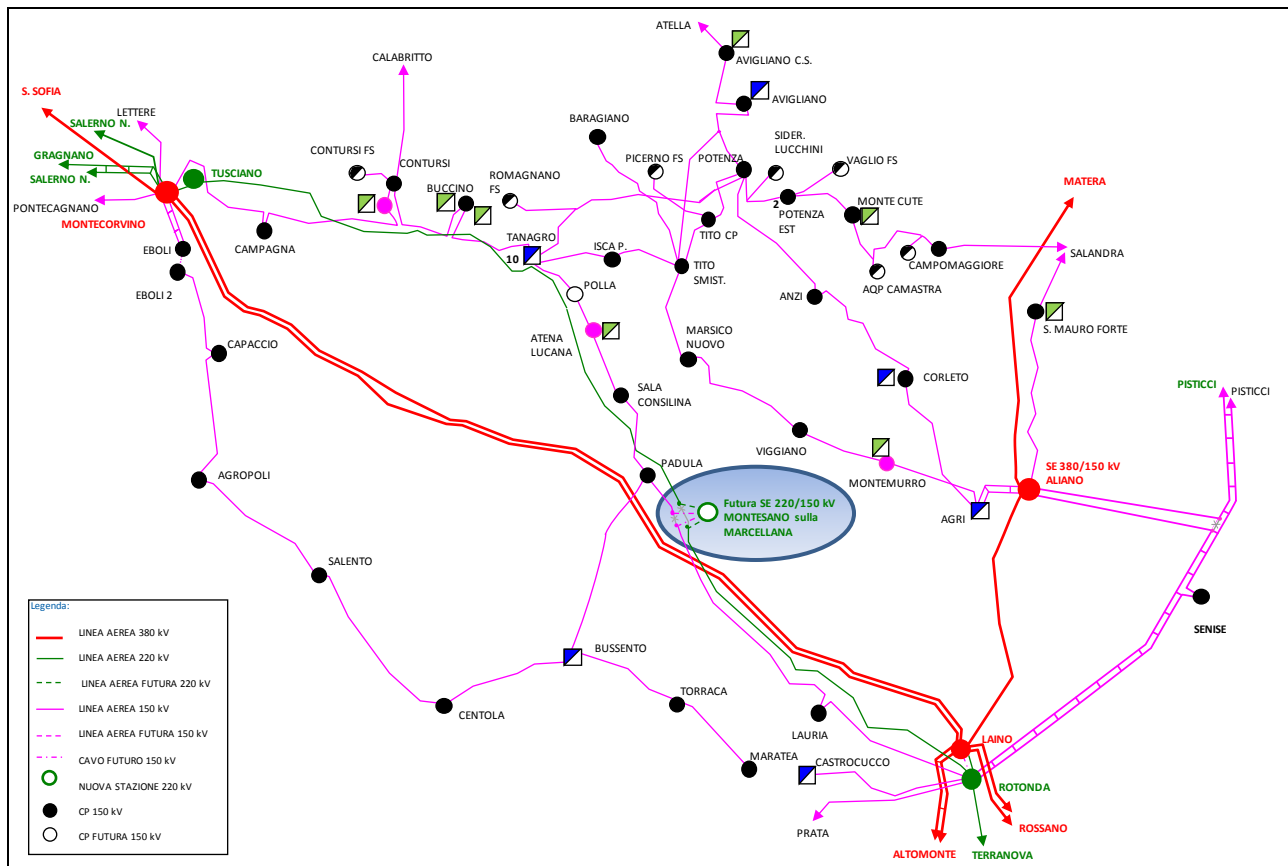 ATELLA
AVIGLIANO C.S.
CALABRITTO
S. SOFIA
LETTERE
SALERNO N.
GRAGNANO
SALERNO N.
TUSCIANO
PONTECAGNANO
MONTECORVINO
EBOLI
EBOLI 2
CAMPAGNA
CONTURSI FS
CONTURSI
BUCCINO
ROMAGNANO
FS
BARAGIANO
PICERNO FS
POTENZA
AVIGLIANO
SIDER.
LUCCHINI
VAGLIO FS
2
POTENZA
EST
MONTE CUTE
TANAGRO
10
ISCA P.
TITO CP
TITO
SMIST.
AQP CAMASTRA
CAMPOMAGGIORE
SALANDRA
MATERA
POLLA
ANZI
S. MAURO FORTE
CAPACCIO
ATENA
LUCANA
MARSICO
NUOVO
CORLETO
PISTICCI
PISTICCI
SALA
CONSILINA
VIGGIANO
MONTEMURRO
SE 380/150 kV
ALIANO
AGROPOLI
PADULA
Futura SE 220/150 kV
MONTESANO sulla
MARCELLANA
AGRI
SALENTO
SENISE
BUSSENTO
CENTOLA
TORRACA
LAURIA
MARATEA
CASTROCUCCO
LAINO
ROTONDA
PRATA
ROSSANO
ALTOMONTE
TERRANOVA
Legenda:
LINEA AEREA 380 kV
LINEA AEREA 220 kV
LINEA AEREA FUTURA 220 kV
LINEA AEREA 150 kV
LINEA AEREA FUTURA 150 kV
CAVO FUTURO 150 kV
NUOVA STAZIONE 220 kV
CP 150 kV
CP FUTURA 150 kV